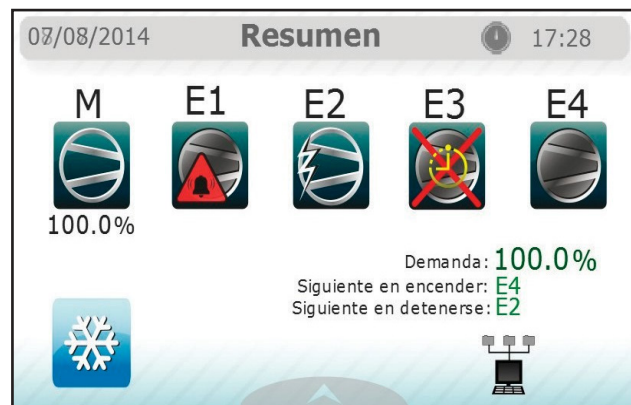 08/08/2014 Resumen 17:28
M E1 E2 E3 E4
100.0%
Demanda: 100.0%
Siguiente en encender: E4
Siguiente en detenerse: E2